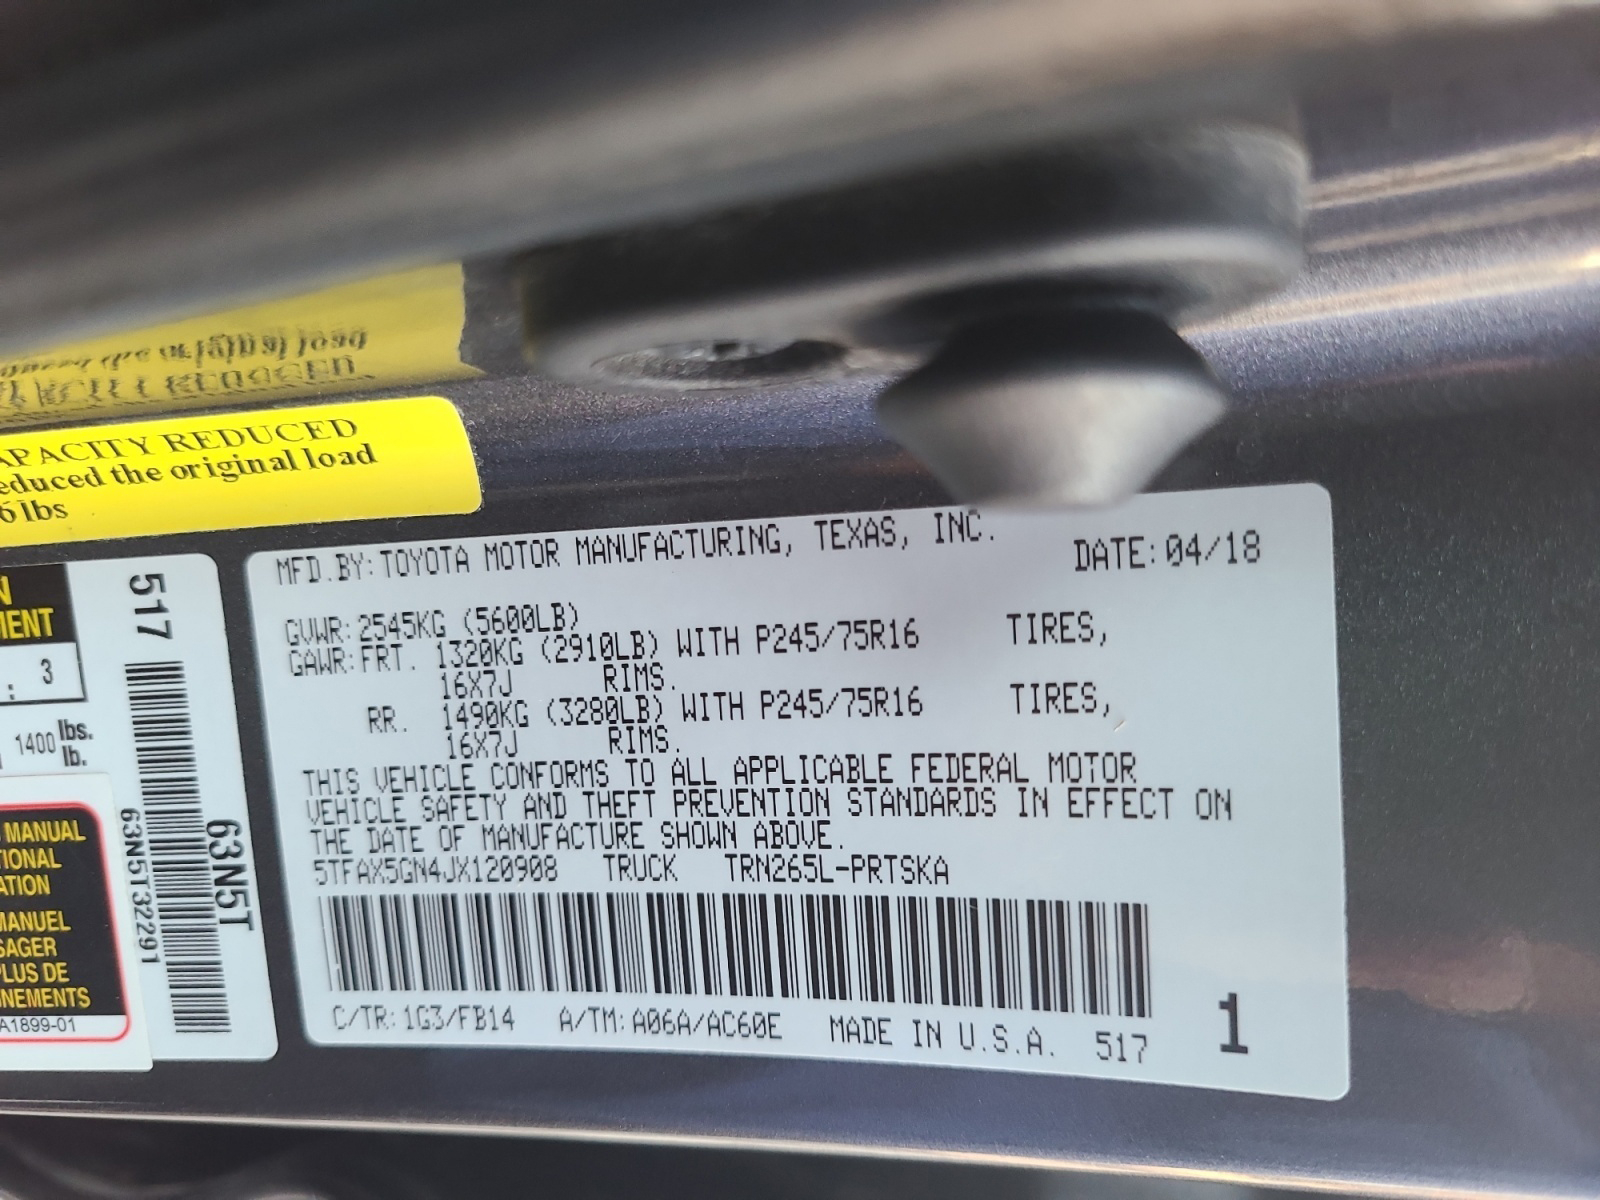 APACITY REDUCED
educed the original load
6 lbs
N
MENT
: 3
1400 lbs.
lb.
MANUAL
IONAL
ATION
MANUEL
SAGER
PLUS DE
NEMENTS
A1899-01
517
63N5T32291
63N5T
MFD.BY:TOYOTA MOTOR MANUFACTURING, TEXAS, INC. DATE:04/18
GVWR:2545KG (5600LB)
GAWR:FRT. 1320KG (2910LB) WITH P245/75R16 TIRES,
16X7J RIMS.
RR. 1490KG (3280LB) WITH P245/75R16 TIRES,
16X7J RIMS.
THIS VEHICLE CONFORMS TO ALL APPLICABLE FEDERAL MOTOR
VEHICLE SAFETY AND THEFT PREVENTION STANDARDS IN EFFECT ON
THE DATE OF MANUFACTURE SHOWN ABOVE.
5TFAX5GN4JX120908 TRUCK TRN265L-PRTSKA
C/TR:1G3/FB14 A/TM:A06A/AC60E MADE IN U.S.A. 517 1